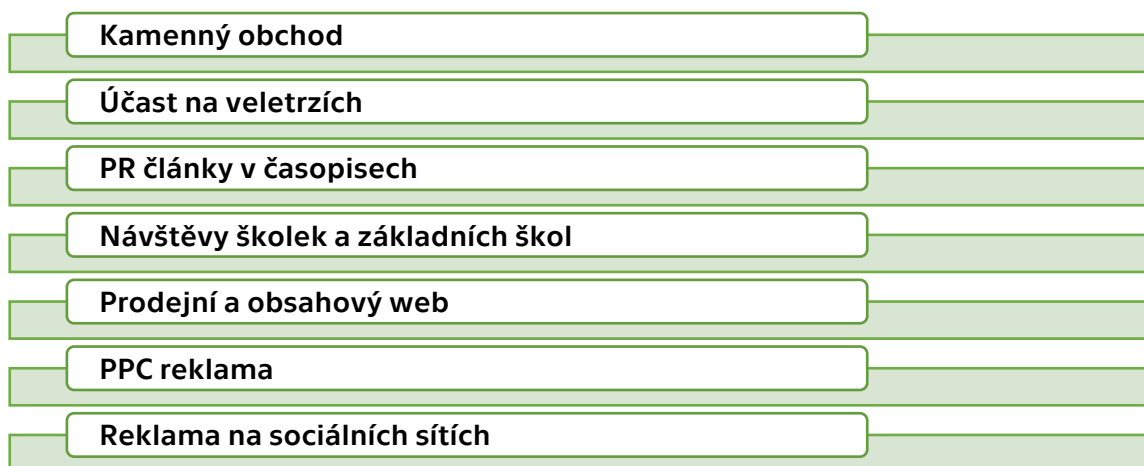 Kamenný obchod
Účast na veletrzích
PR články v časopisech
Návštěvy školek a základních škol
Prodejní a obsahový web
PPC reklama
Reklama na sociálních sítích